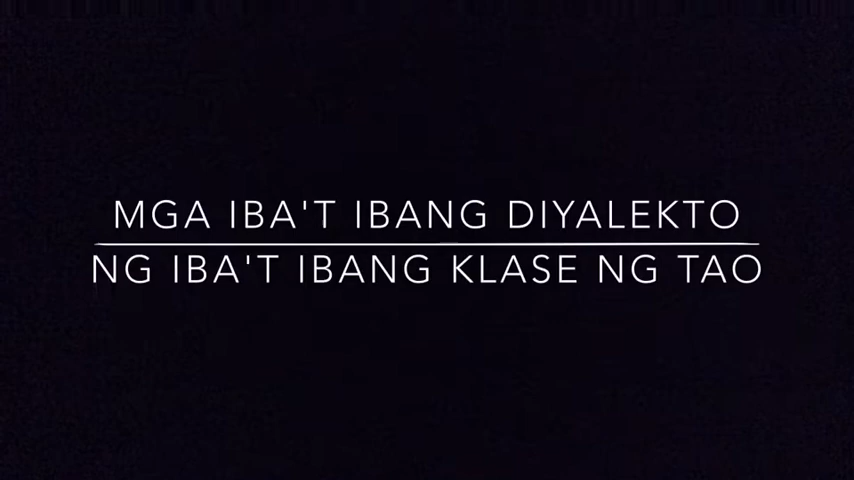 MGA IBA'T IBANG DIYALEKTO
NG IBA'T IBANG KLASE NG TAO